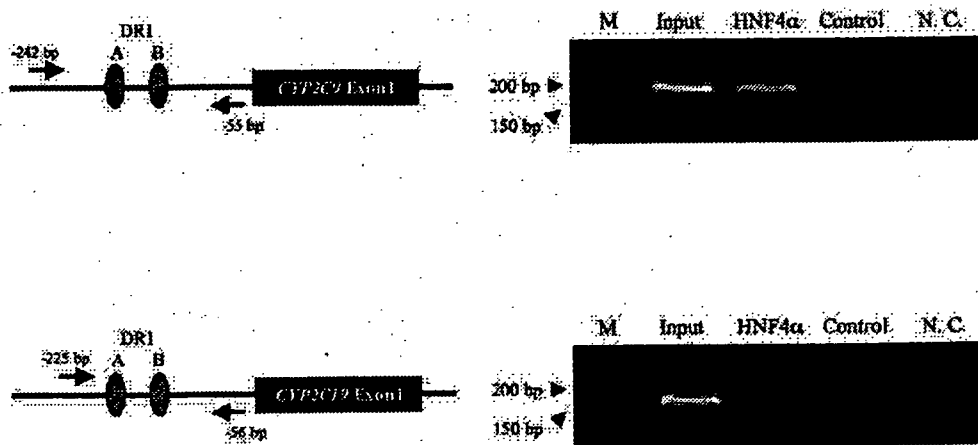 DR1
A B
-242 bp
CYP2C9 Exon1
-55 bp
M Input HNF4α Control N. C.
200 bp
150 bp
DR1
A B
-225 bp
CYP2C19 Exon1
-56 bp
M Input HNF4α Control N. C.
200 bp
150 bp